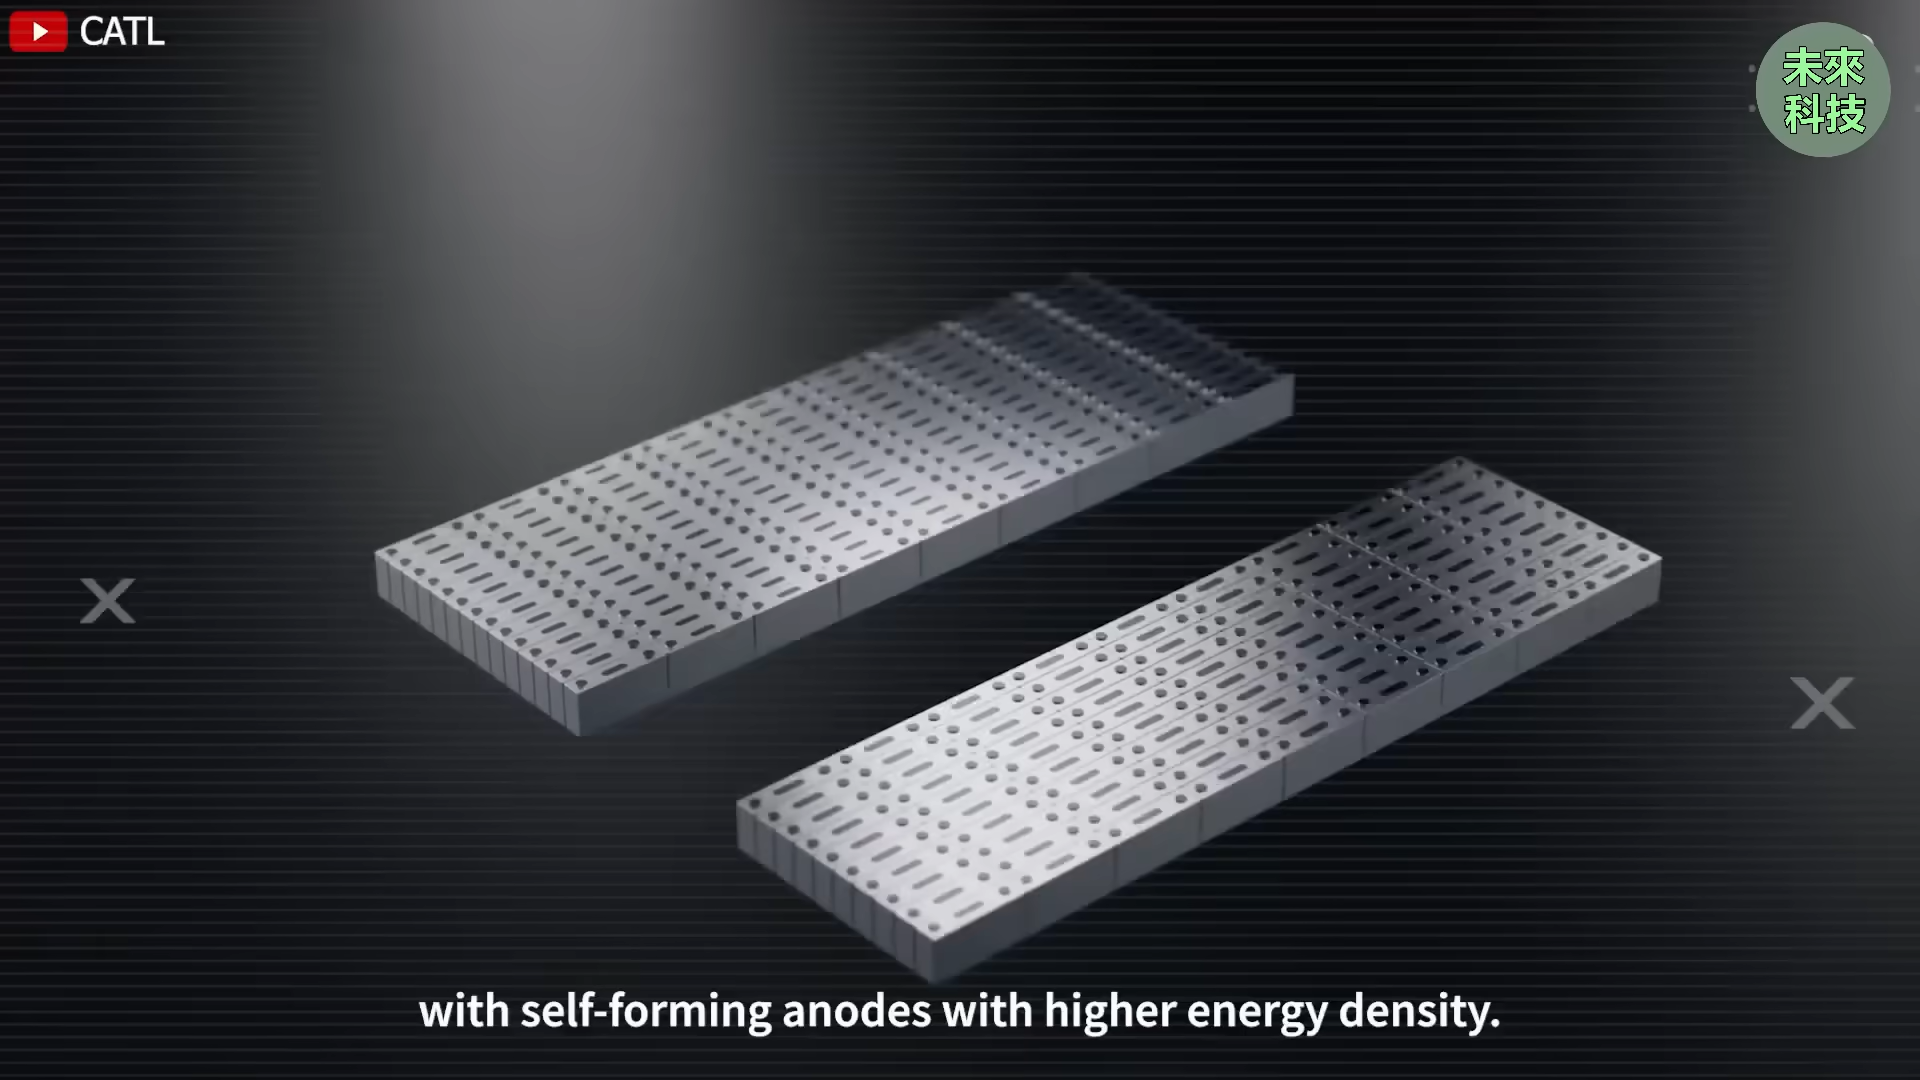 CATL
未來
科技
with self-forming anodes with higher energy density.